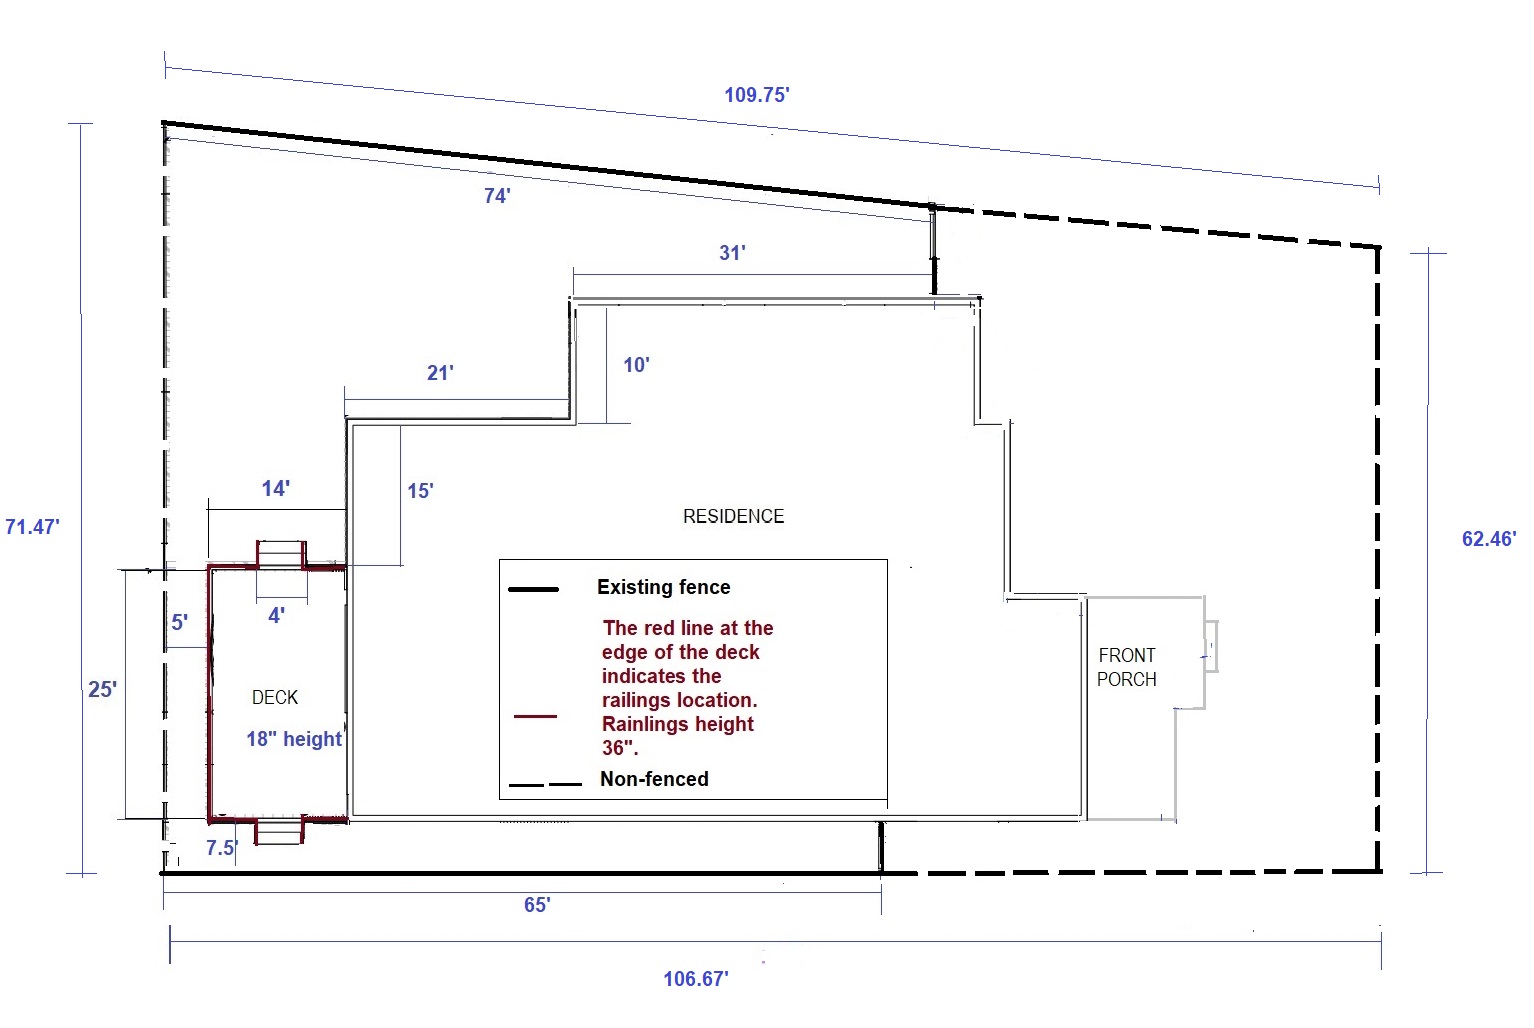 109.75'
74'
31'
10'
21'
15'
14'
RESIDENCE
71.47'
62.46'
Existing fence
4'
5'
The red line at the
edge of the deck
indicates the
railings location.
Rainlings height
36".
FRONT
PORCH
25'
DECK
18" height
Non-fenced
7.5'
65'
106.67'